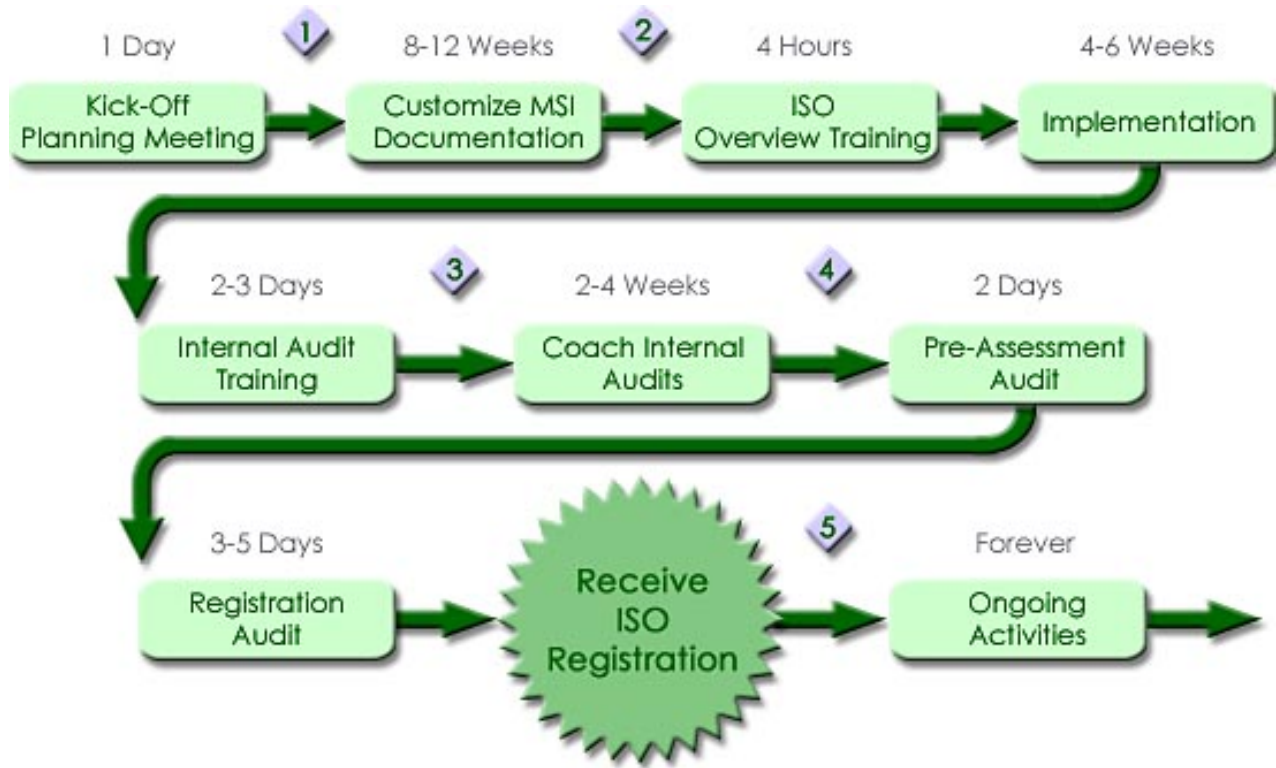 1 Day
1
8-12 Weeks
2
4 Hours
4-6 Weeks
Kick-Off
Planning Meeting
Customize MSI
Documentation
ISO
Overview Training
Implementation
2-3 Days
3
2-4 Weeks
4
2 Days
Internal Audit
Training
Coach Internal
Audits
Pre-Assessment
Audit
3-5 Days
Registration
Audit
Receive
ISO
Registration
5
Forever
Ongoing
Activities